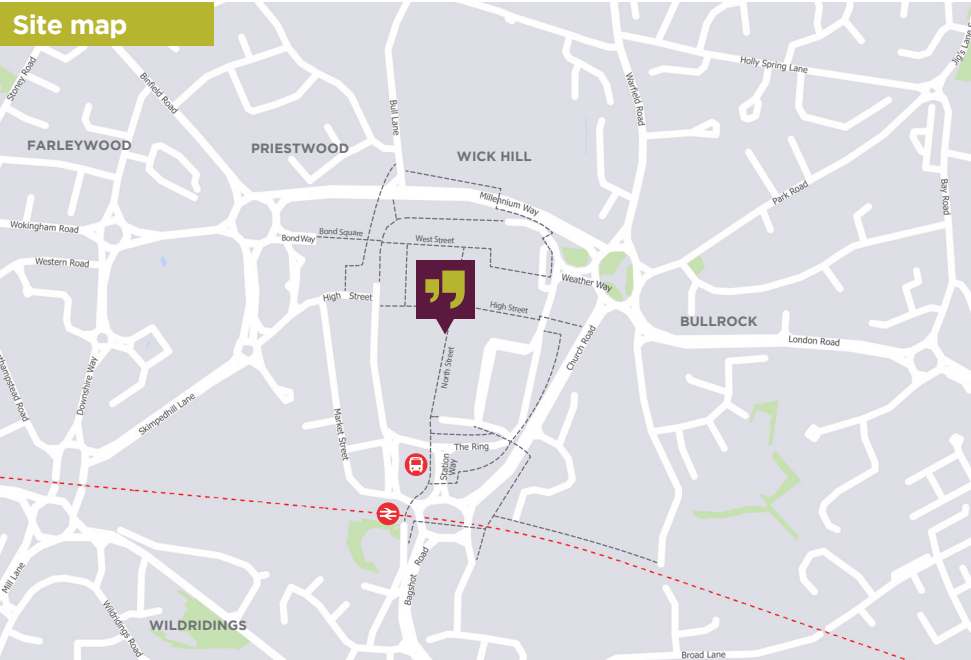 Site map
Stoney Road
Binfield Road
Bull Lane
Warfield Road
Holly Spring Lane
Jig's Lane S
FARLEYWOOD
PRIESTWOOD
WICK HILL
Park Road
Bay Road
Millennium Way
Wokingham Road
Bond Way
Bond Square
West Street
Western Road
Weather Way
High Street
High Street
BULLROCK
London Road
Church Road
North Street
Downshire Way
thampstead Road
Skimpedhill Lane
Market Street
The Ring
Station
Way
Mill Lane
Bagshot Road
Wildridings Road
WILDRIDINGS
Broad Lane